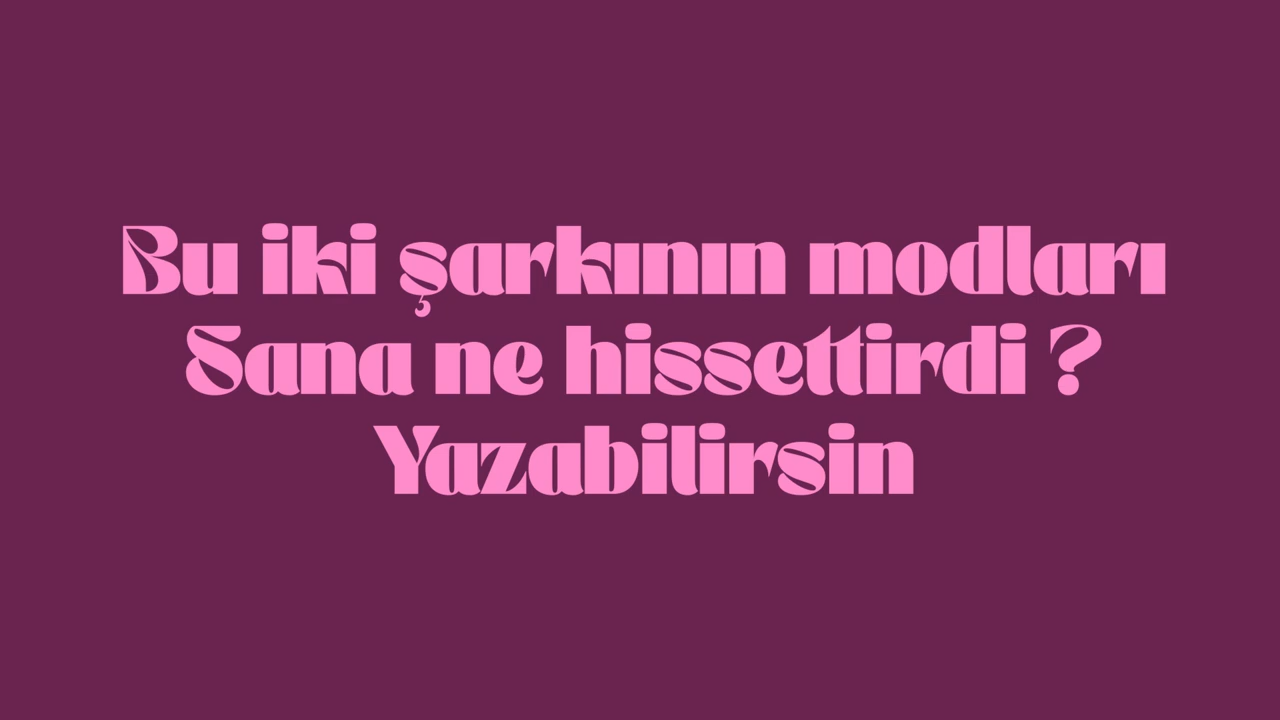 Bu iki şarkının modları
Sana ne hissettirdi ?
Yazabilirsin